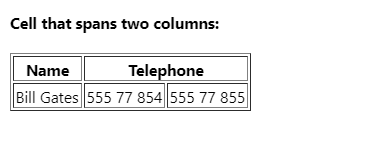 Cell that spans two columns:
Name Telephone
Bill Gates 555 77 854 555 77 855